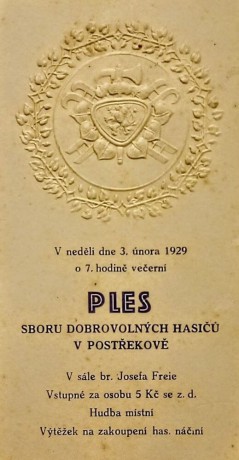 V neděli dne 3. února 1929
o 7. hodině večerní
PLES
SBORU DOBROVOLNÝCH HASIČŮ
V POSTŘEKOVĚ
V sále br. Josefa Freie
Vstupné za osobu 5 Kč se z. d.
Hudba místní
Výtěžek na zakoupení has. náčiní